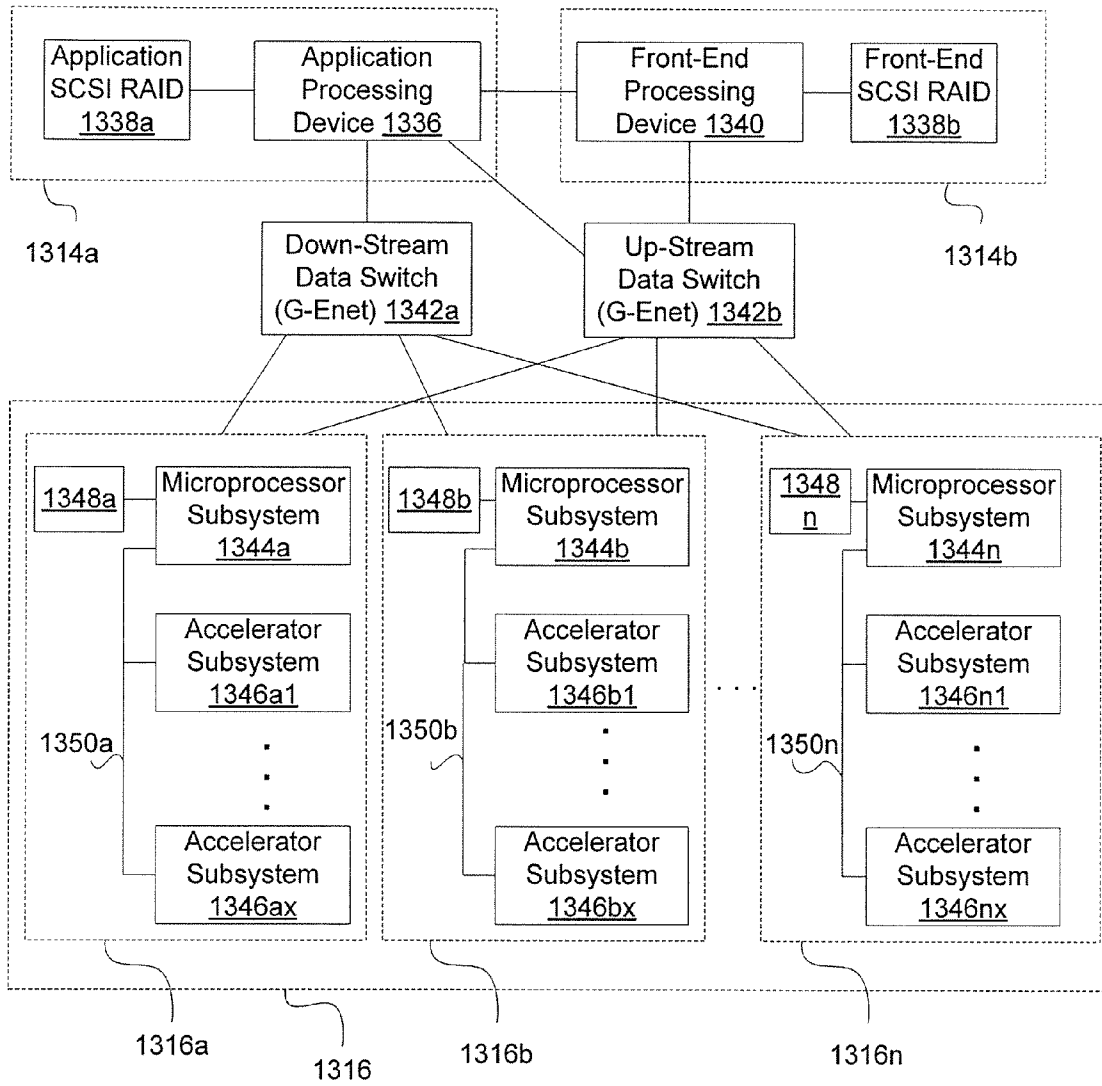 Application
SCSI RAID
1338a
Application
Processing
Device 1336
Front-End
Processing
Device 1340
Front-End
SCSI RAID
1338b
1314a
1314b
Down-Stream
Data Switch
(G-Enet) 1342a
Up-Stream
Data Switch
(G-Enet) 1342b
1348a
Microprocessor
Subsystem
1344a
1348b
Microprocessor
Subsystem
1344b
1348
n
Microprocessor
Subsystem
1344n
Accelerator
Subsystem
1346a1
Accelerator
Subsystem
1346b1
. . .
Accelerator
Subsystem
1346n1
1350a
1350b
1350n
Accelerator
Subsystem
1346ax
Accelerator
Subsystem
1346bx
Accelerator
Subsystem
1346nx
1316a
1316
1316b
1316n